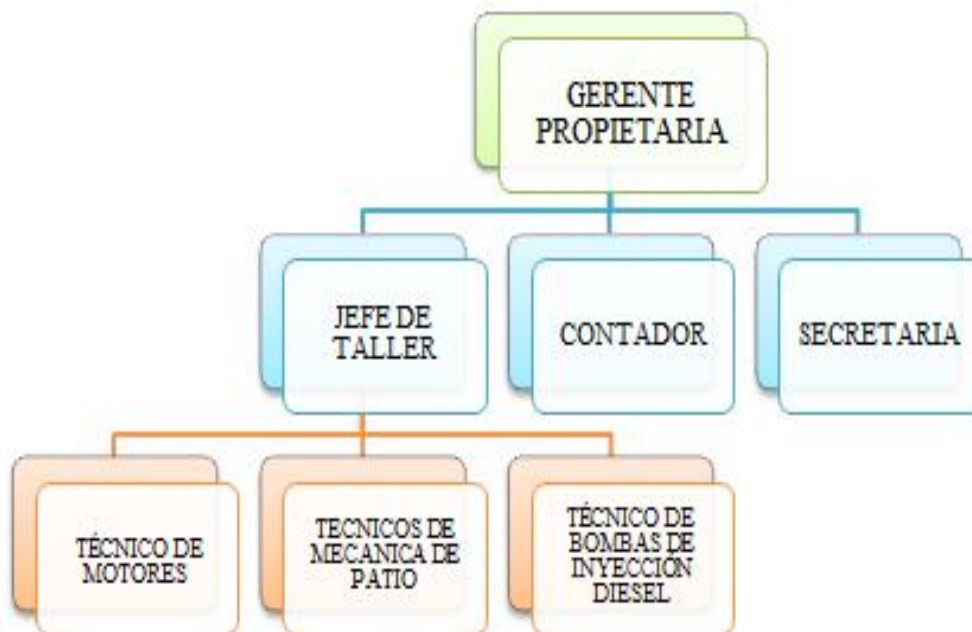 GERENTE
PROPIETARIA
JEFE DE
TALLER
CONTADOR
SECRETARIA
TÉCNICO DE
MOTORES
TECNICOS DE
MECANICA DE
PATIO
TÉCNICO DE
BOMBAS DE
INYECCIÓN
DIESEL